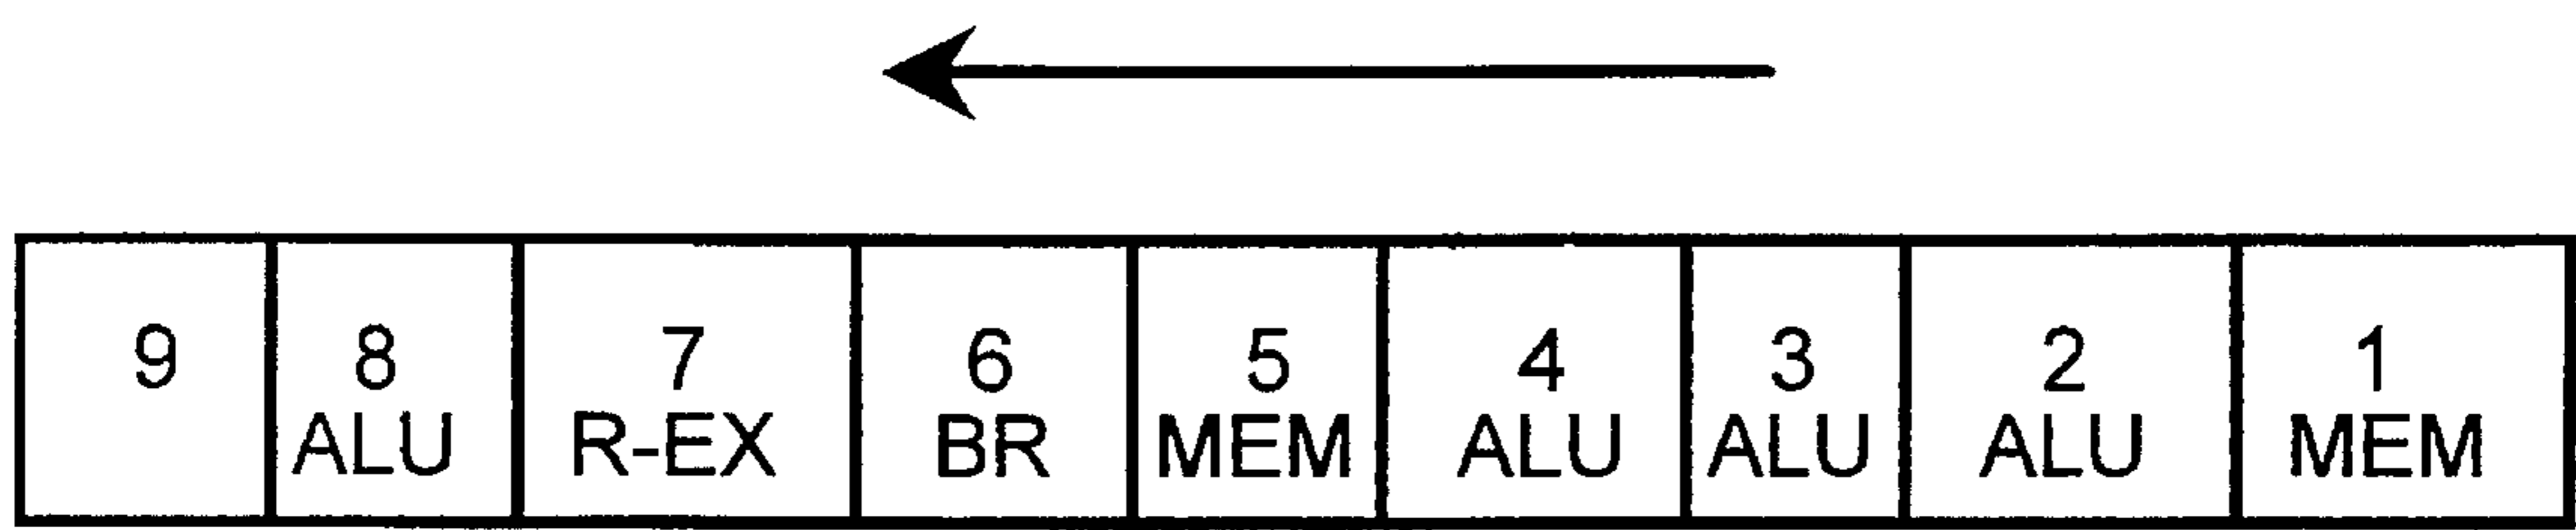 9 8 7 6 5 4 3 2 1
ALU R-EX BR MEM ALU ALU ALU MEM